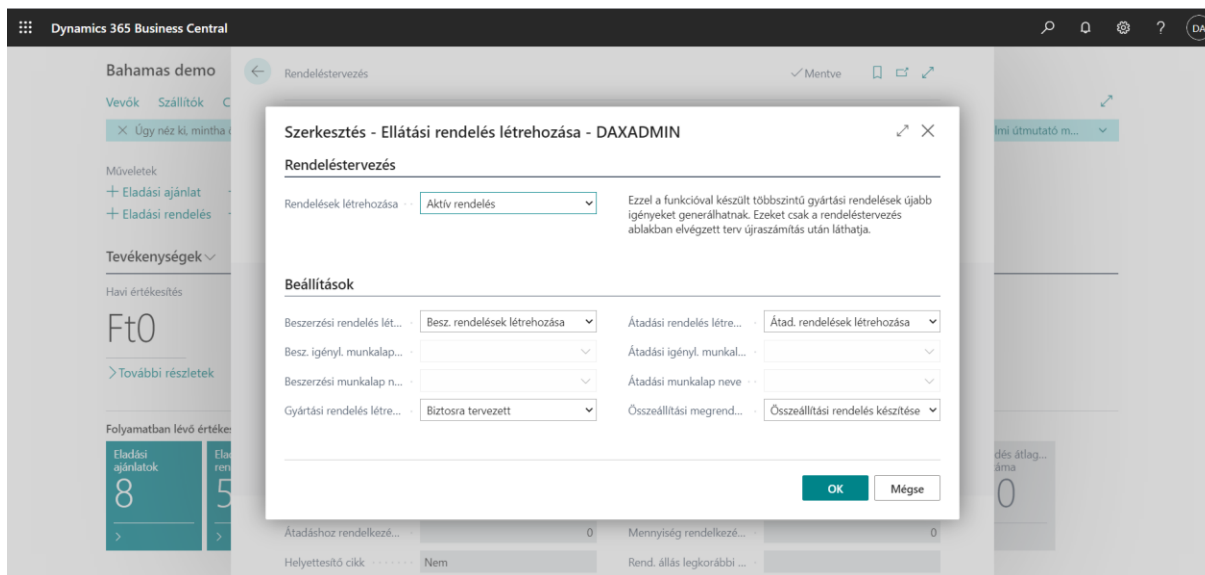 Dynamics 365 Business Central
?
DA
Bahamas demo
Rendeléstervezés
Mentve
Vevők Szállítók C
Úgy néz ki, mintha
lmi útmutató m...
Szerkesztés - Ellátási rendelés létrehozása - DAXADMIN
Rendeléstervezés
Műveletek
+ Eladási ajánlat
+ Eladási rendelés
Rendelések létrehozása
Aktív rendelés
Ezzel a funkcióval készült többszintű gyártási rendelések újabb
igényeket generálhatnak. Ezeket csak a rendeléstervezés
ablakban elvégzett terv újraszámítás után láthatja.
Tevékenységek
Havi értékesítés
Ft0
>További részletek
Beállítások
Beszerzési rendelés lét... Besz. rendelések létrehozása
Átadási rendelés létre... Átad. rendelések létrehozása
Besz. igényl. munkalap...
Átadási igényl. munkal...
Beszerzési munkalap n...
Átadási munkalap neve
Gyártási rendelés létre... Biztosra tervezett
Összeállítási megrend... Összeállítási rendelés készítése
OK Mégse
Folyamatban lévő értéke
Eladási
ajánlatok
8
>
Ela
ren
5
>
dés átlag...
áma
0
Átadáshoz rendelkezé... 0
Mennyiség rendelkezé... 0
Helyettesítő cikk Nem
Rend. állás legkorábbi ...